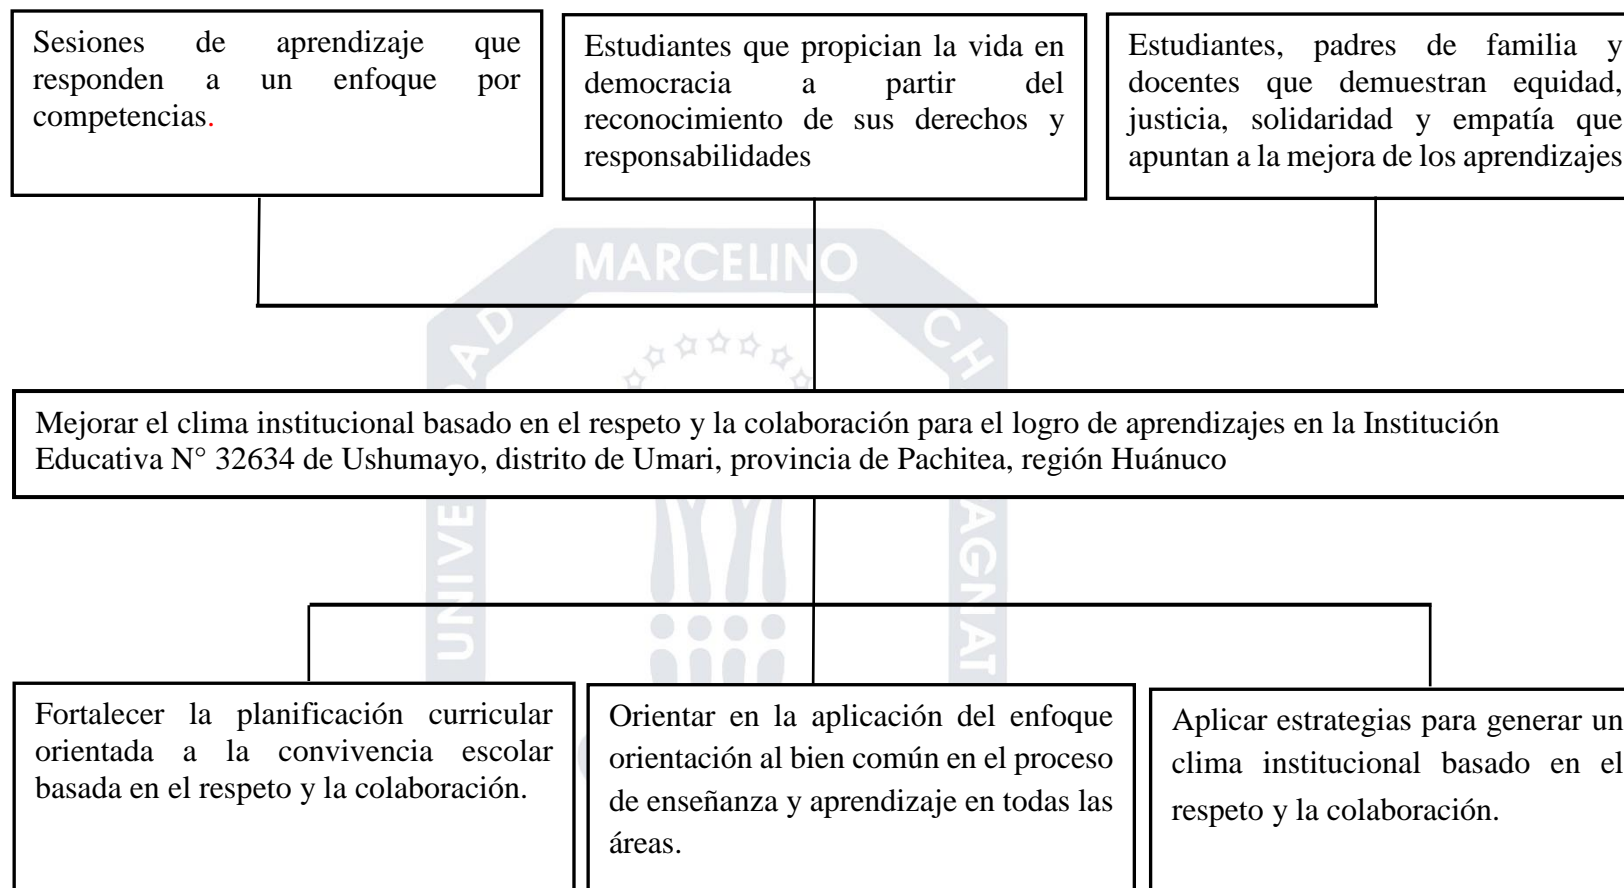 Sesiones de aprendizaje que
responden a un enfoque por
competencias.
Estudiantes que propician la vida en
democracia a partir del
reconocimiento de sus derechos y
responsabilidades
Estudiantes, padres de familia y
docentes que demuestran equidad,
justicia, solidaridad y empatía que
apuntan a la mejora de los aprendizajes
MARCELINO
Mejorar el clima institucional basado en el respeto y la colaboración para el logro de aprendizajes en la Institución
Educativa N° 32634 de Ushumayo, distrito de Umari, provincia de Pachitea, región Huánuco
Fortalecer la planificación curricular
orientada a la convivencia escolar
basada en el respeto y la colaboración.
Orientar en la aplicación del enfoque
orientación al bien común en el proceso
de enseñanza y aprendizaje en todas las
áreas.
Aplicar estrategias para generar un
clima institucional basado en el
respeto y la colaboración.